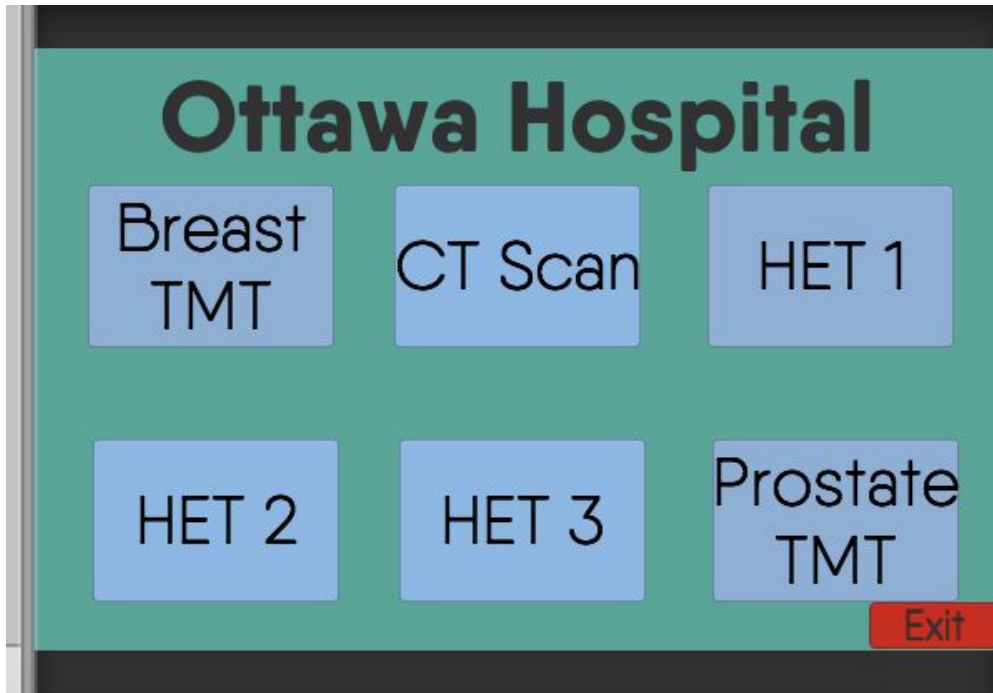 Ottawa Hospital
Breast
TMT
CT Scan
HET 1
HET 2
HET 3
Prostate
TMT
Exit